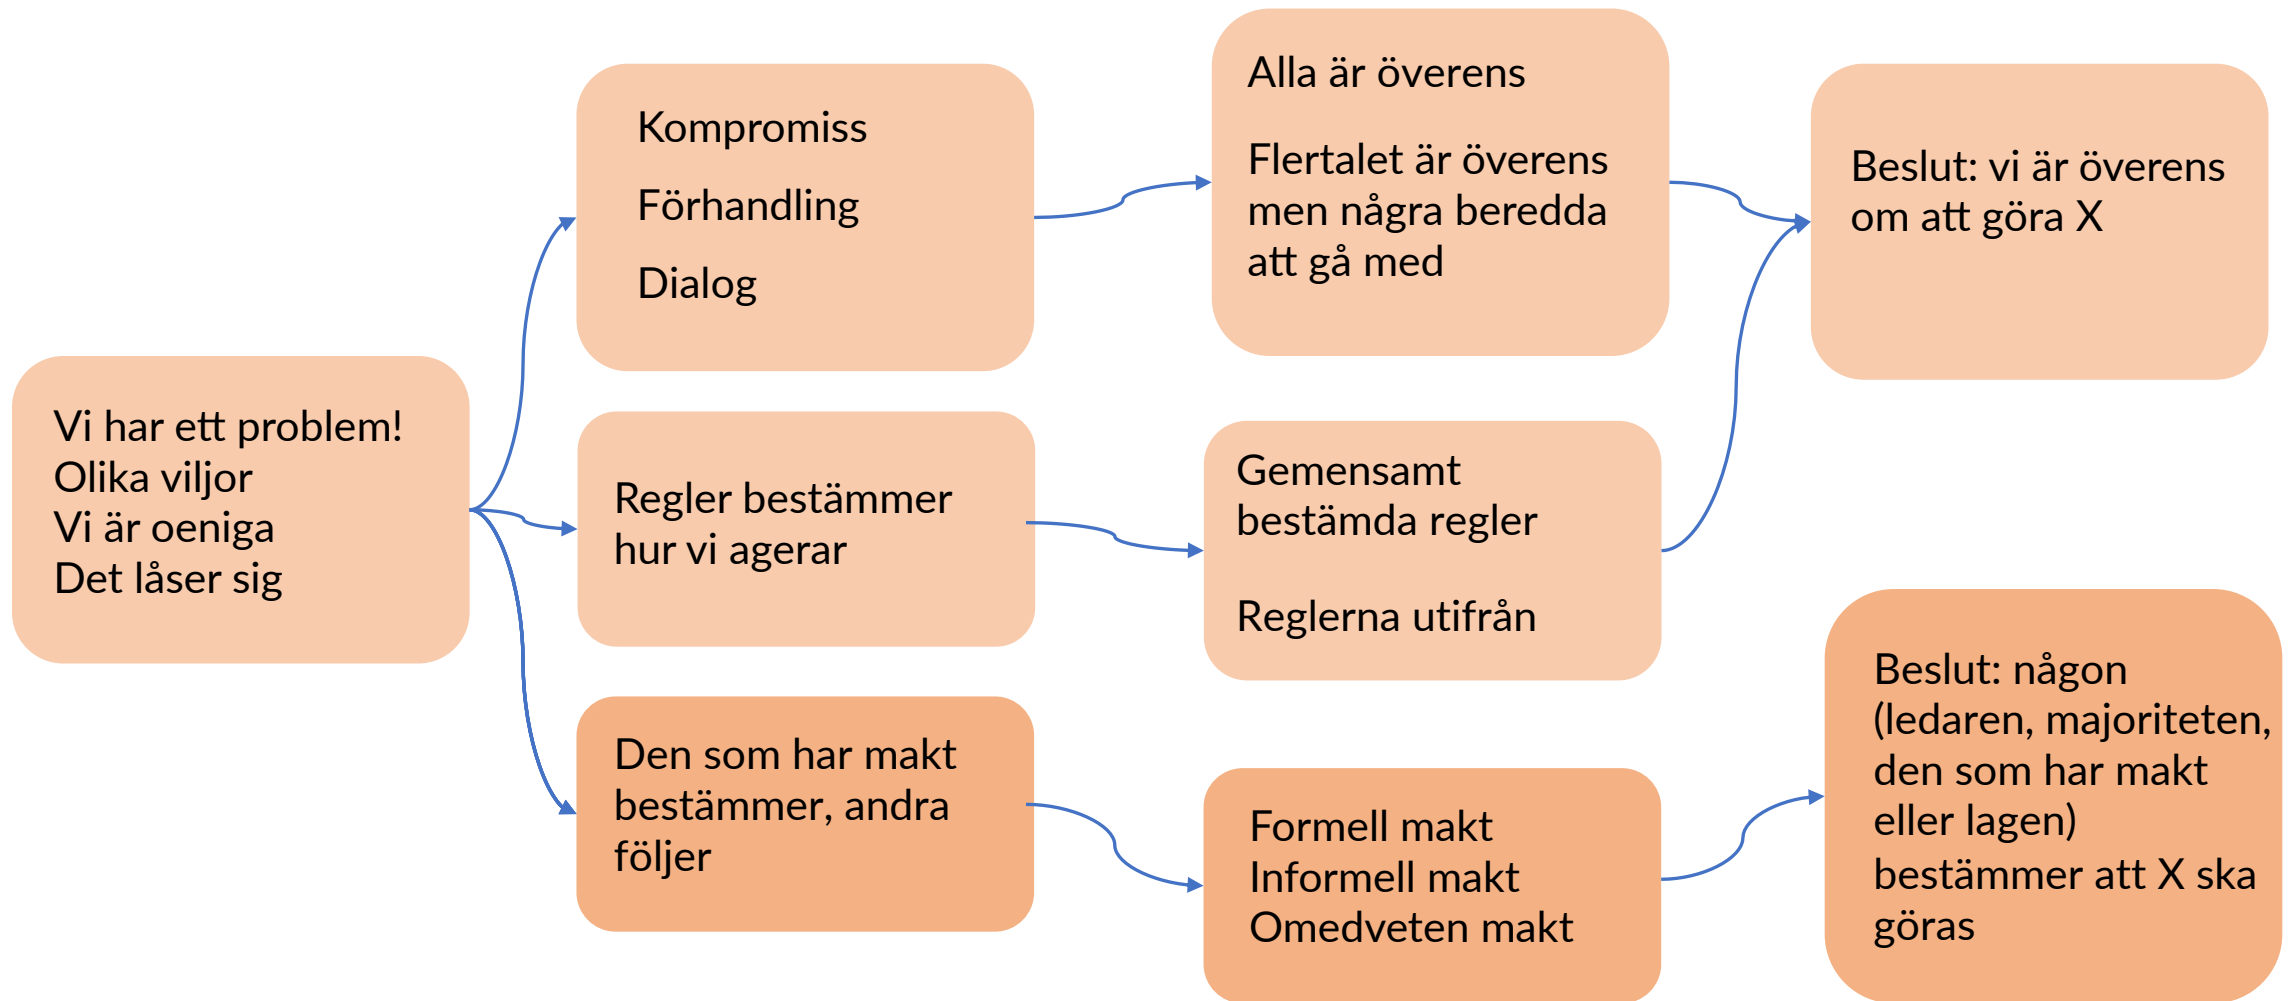 Vi har ett problem!
Olika viljor
Vi är oeniga
Det låser sig
Kompromiss
Förhandling
Dialog
Alla är överens
Flertalet är överens
men några beredda
att gå med
Beslut: vi är överens
om att göra X
Regler bestämmer
hur vi agerar
Gemensamt
bestämda regler
Reglerna utifrån
Den som har makt
bestämmer, andra
följer
Formell makt
Informell makt
Omedveten makt
Beslut: någon
(ledaren, majoriteten,
den som har makt
eller lagen)
bestämmer att X ska
göras